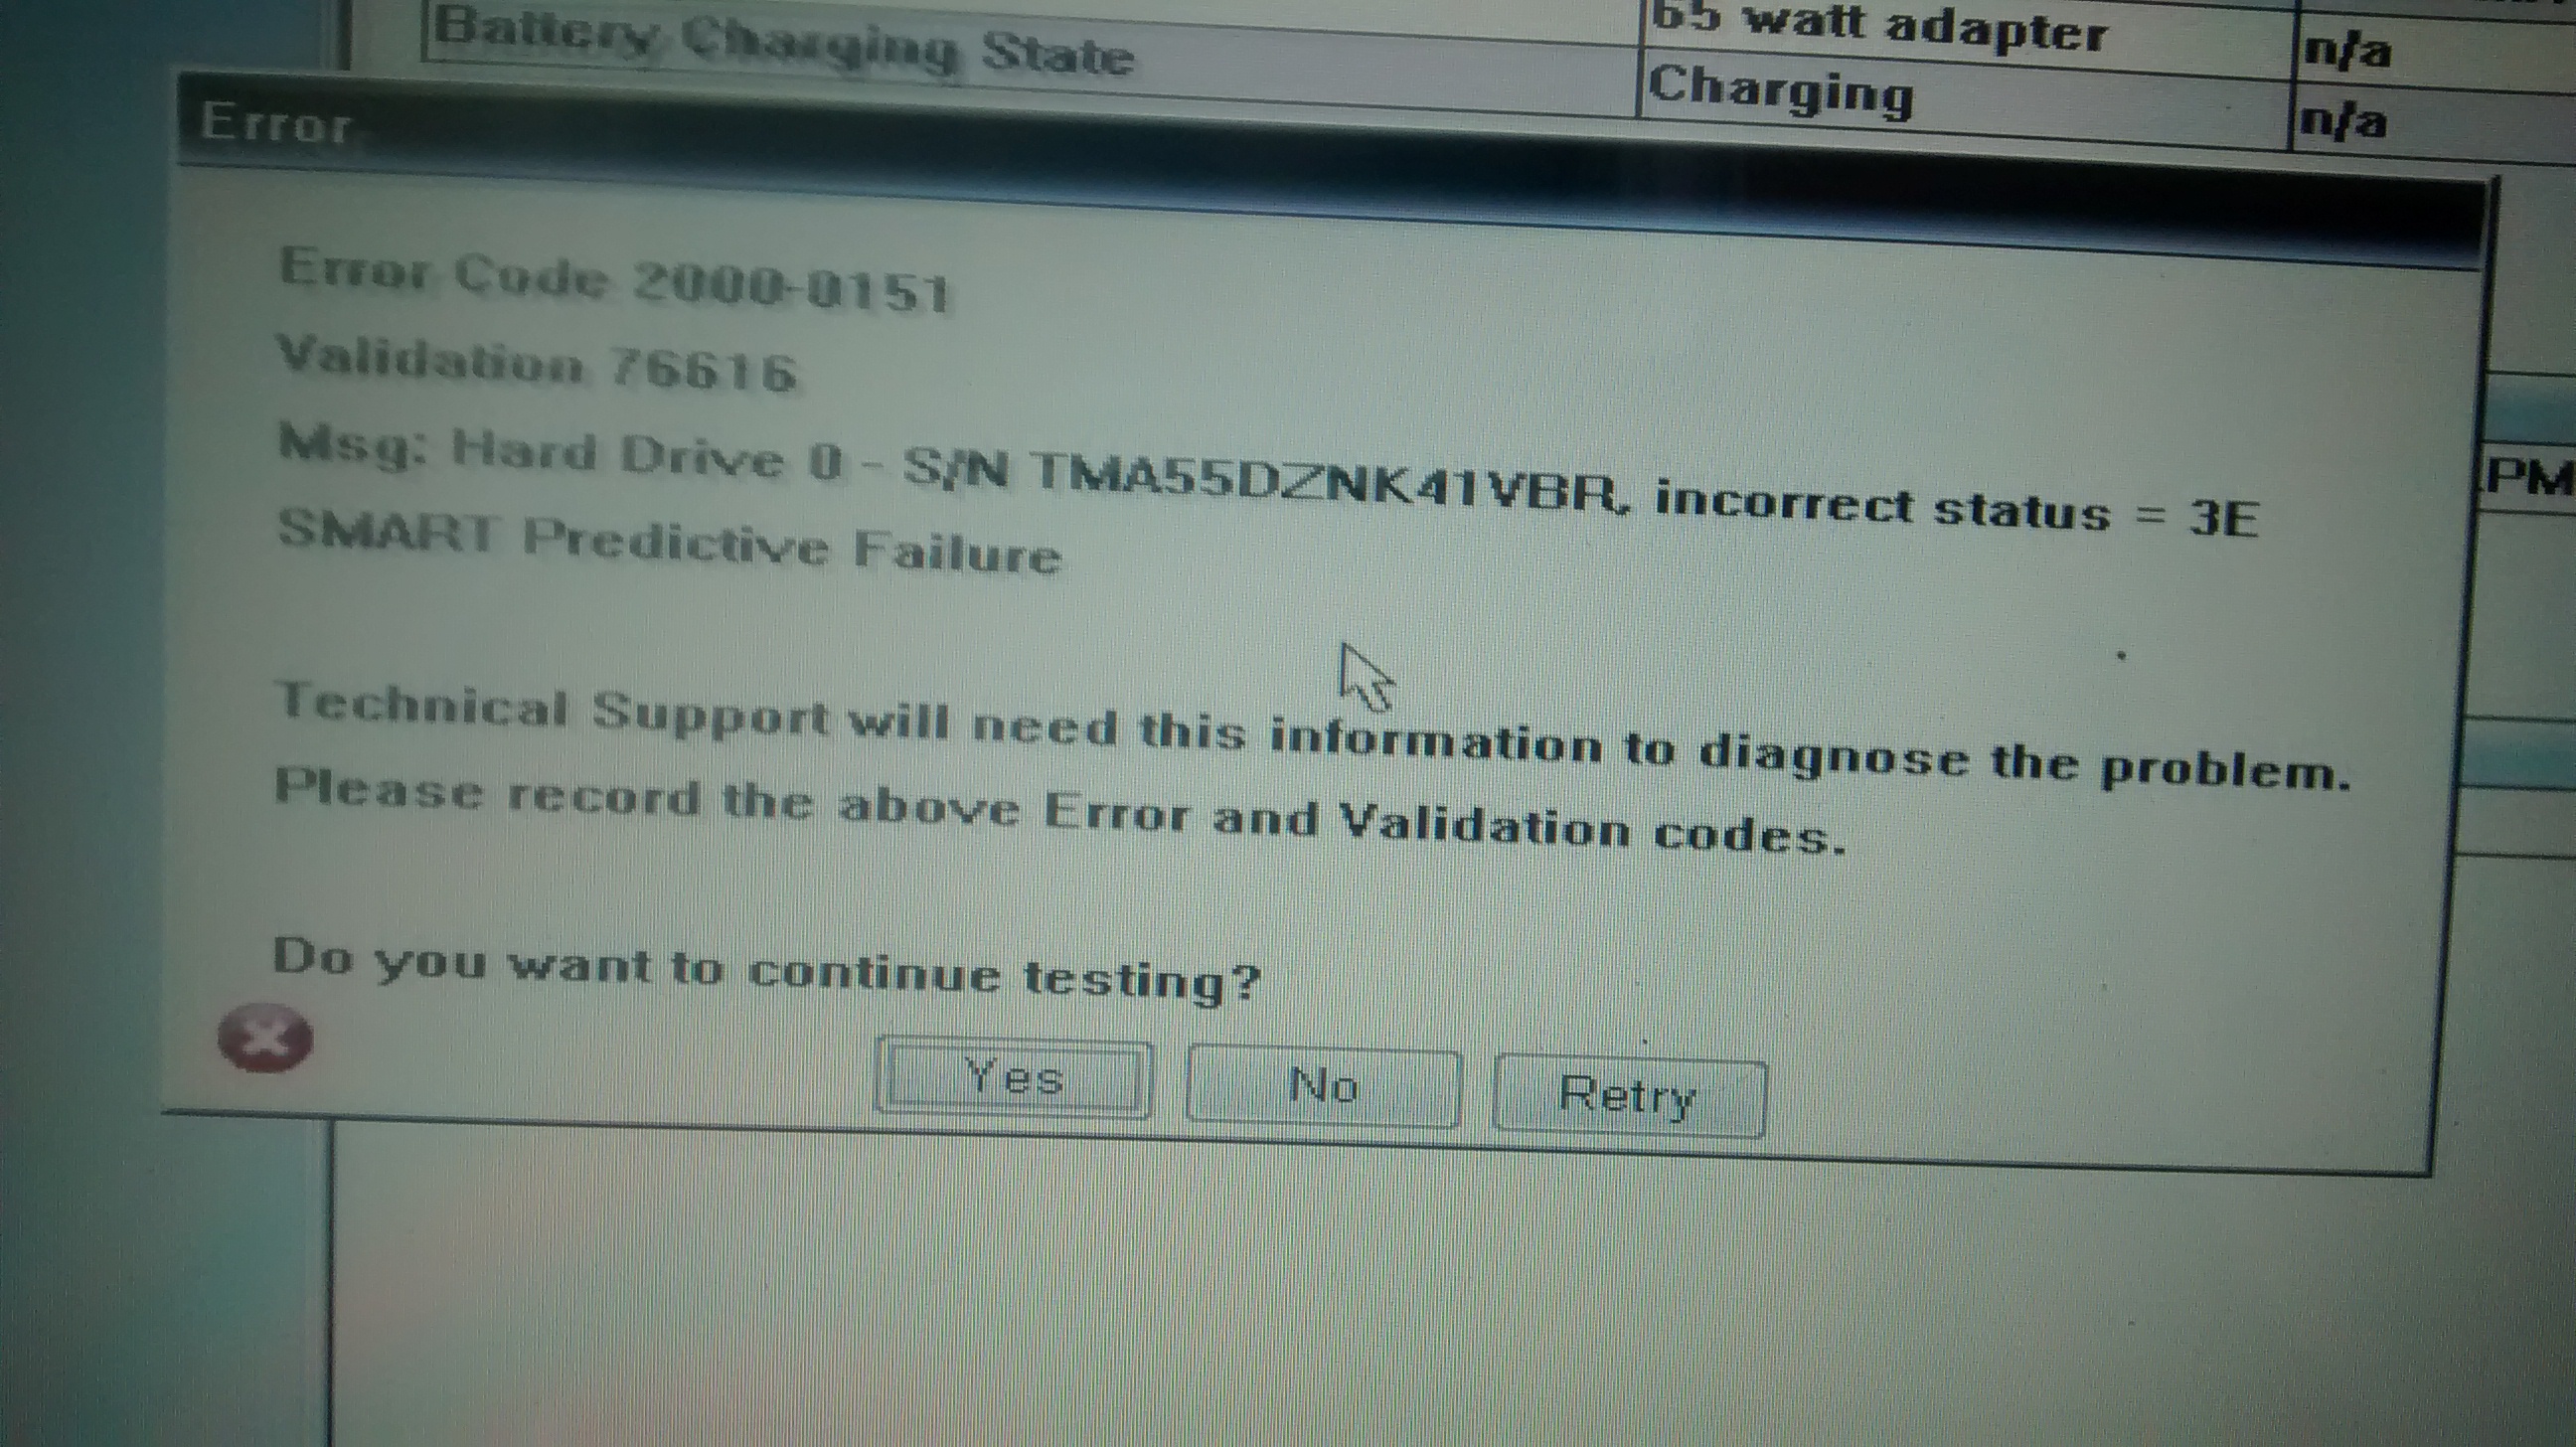 65 watt adapter n/a
Battery Charging State Charging n/a
Error
Error Code 2000-0151
Validation 76616
Msg: Hard Drive 0 - S/N TMA55DZNK41VBR, incorrect status = 3E
SMART Predictive Failure
PM
Technical Support will need this information to diagnose the problem.
Please record the above Error and Validation codes.
Do you want to continue testing?
Yes No Retry